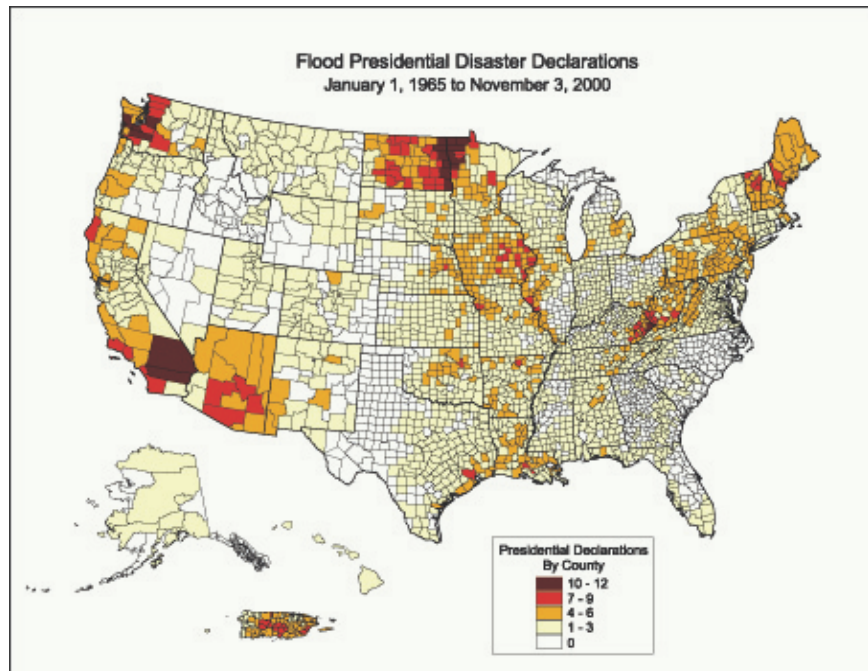 Flood Presidential Disaster Declarations
January 1, 1965 to November 3, 2000
Presidential Declarations
By County
10 - 12
7 - 9
4 - 6
1 - 3
0